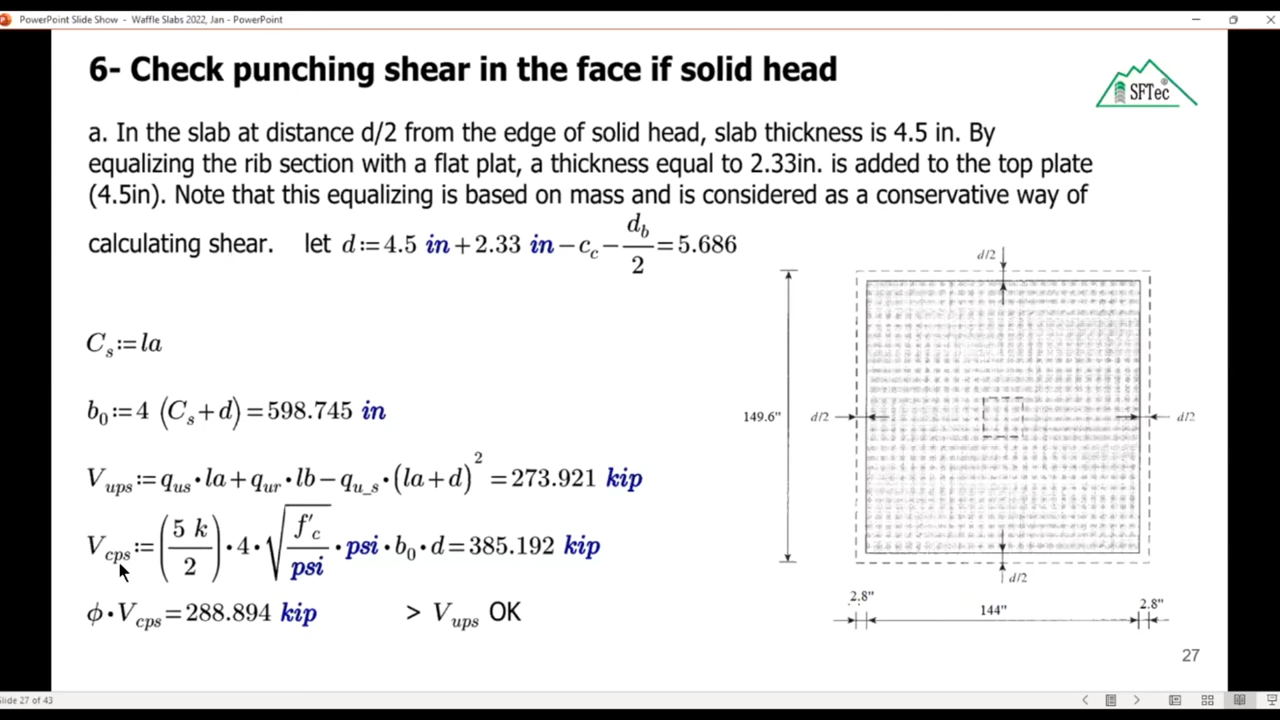 PowerPoint Slide Show - Waffle Slabs 2022, Jan - PowerPoint
6- Check punching shear in the face if solid head
SFTec®
a. In the slab at distance d/2 from the edge of solid head, slab thickness is 4.5 in. By
equalizing the rib section with a flat plat, a thickness equal to 2.33in. is added to the top plate
(4.5in). Note that this equalizing is based on mass and is considered as a conservative way of
calculating shear. let d:=4.5 in+2.33 in−c_c−d_b/2=5.686
C_s:=la
b_0:=4 (C_s+d)=598.745 in
V_ups:=q_us·la+q_ur·lb−q_u_s·(la+d)^2=273.921 kip
V_cps:=(5 k/2)·4·√(f'_c/psi)·psi·b_0·d=385.192 kip
ϕ·V_cps=288.894 kip > V_ups OK
d/2
149.6"
d/2
d/2
d/2
2.8"
144"
2.8"
27
Slide 27 of 43